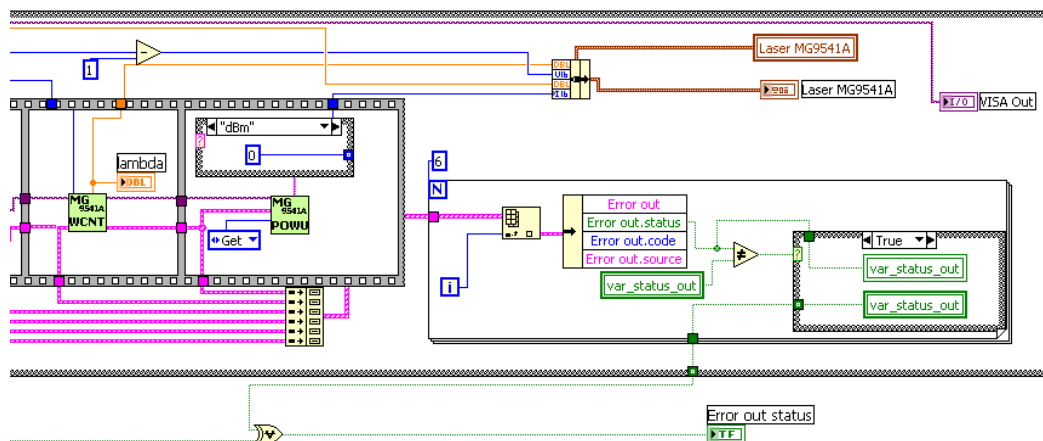 Laser MG9541A
1
DBL
U16
DBL
I16
Laser MG9541A
I/O
VISA Out
"dBm"
0
6
N
lambda
DBL
MG
9541A
WCNT
MG
9541A
POWU
Get
Error out
Error out.status
Error out.code
Error out.source
True
var_status_out
var_status_out
i
var_status_out
Error out status
TF